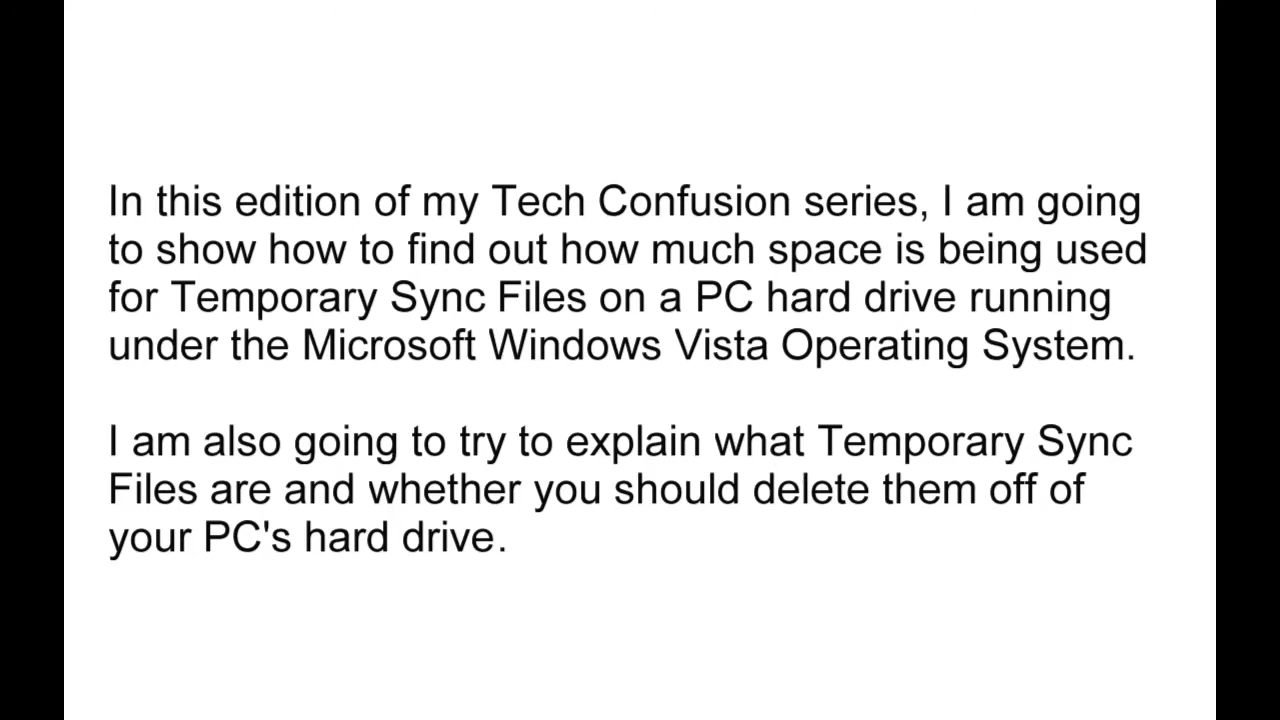 In this edition of my Tech Confusion series, I am going
to show how to find out how much space is being used
for Temporary Sync Files on a PC hard drive running
under the Microsoft Windows Vista Operating System.
I am also going to try to explain what Temporary Sync
Files are and whether you should delete them off of
your PC's hard drive.